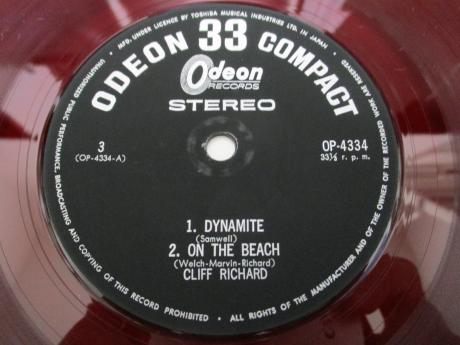 • MFD. UNDER LICENCE BY TOSHIBA MUSICAL INDUSTRIES LTD. IN JAPAN •
ODEON 33 COMPACT
Odeon
RECORDS
STEREO
3
(OP-4334-A)
OP-4334
33⅓ r. p. m.
1. DYNAMITE
(Samwell)
2. ON THE BEACH
(Welch-Marvin-Richard)
CLIFF RICHARD
UNAUTHORIZED PUBLIC PERFORMANCE, BROADCASTING AND COPYING OF THIS RECORD PROHIBITED • ALL RIGHTS OF THE MANUFACTURER AND OF THE OWNER OF THE RECORDED WORK ARE RESERVED